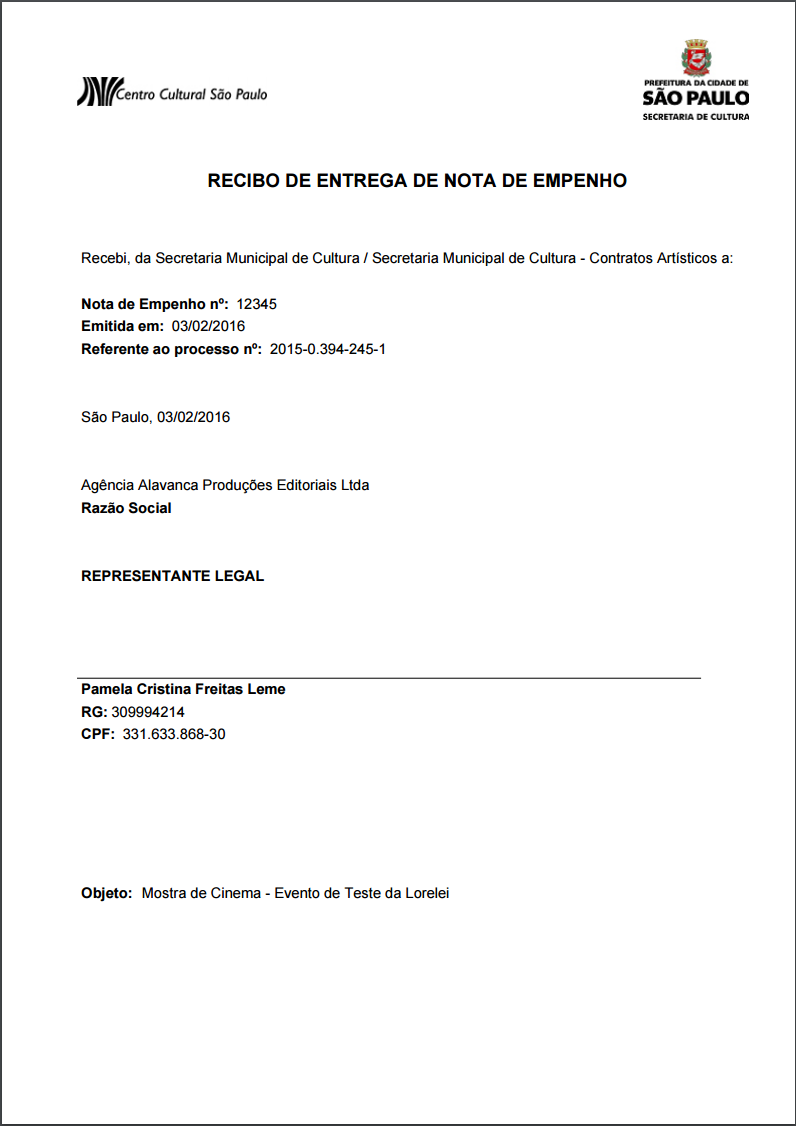 Centro Cultural São Paulo
PREFEITURA DA CIDADE DE
SÃO PAULO
SECRETARIA DE CULTURA
RECIBO DE ENTREGA DE NOTA DE EMPENHO
Recebi, da Secretaria Municipal de Cultura / Secretaria Municipal de Cultura - Contratos Artísticos a:
Nota de Empenho nº: 12345
Emitida em: 03/02/2016
Referente ao processo nº: 2015-0.394-245-1
São Paulo, 03/02/2016
Agência Alavanca Produções Editoriais Ltda
Razão Social
REPRESENTANTE LEGAL
Pamela Cristina Freitas Leme
RG: 309994214
CPF: 331.633.868-30
Objeto: Mostra de Cinema - Evento de Teste da Lorelei